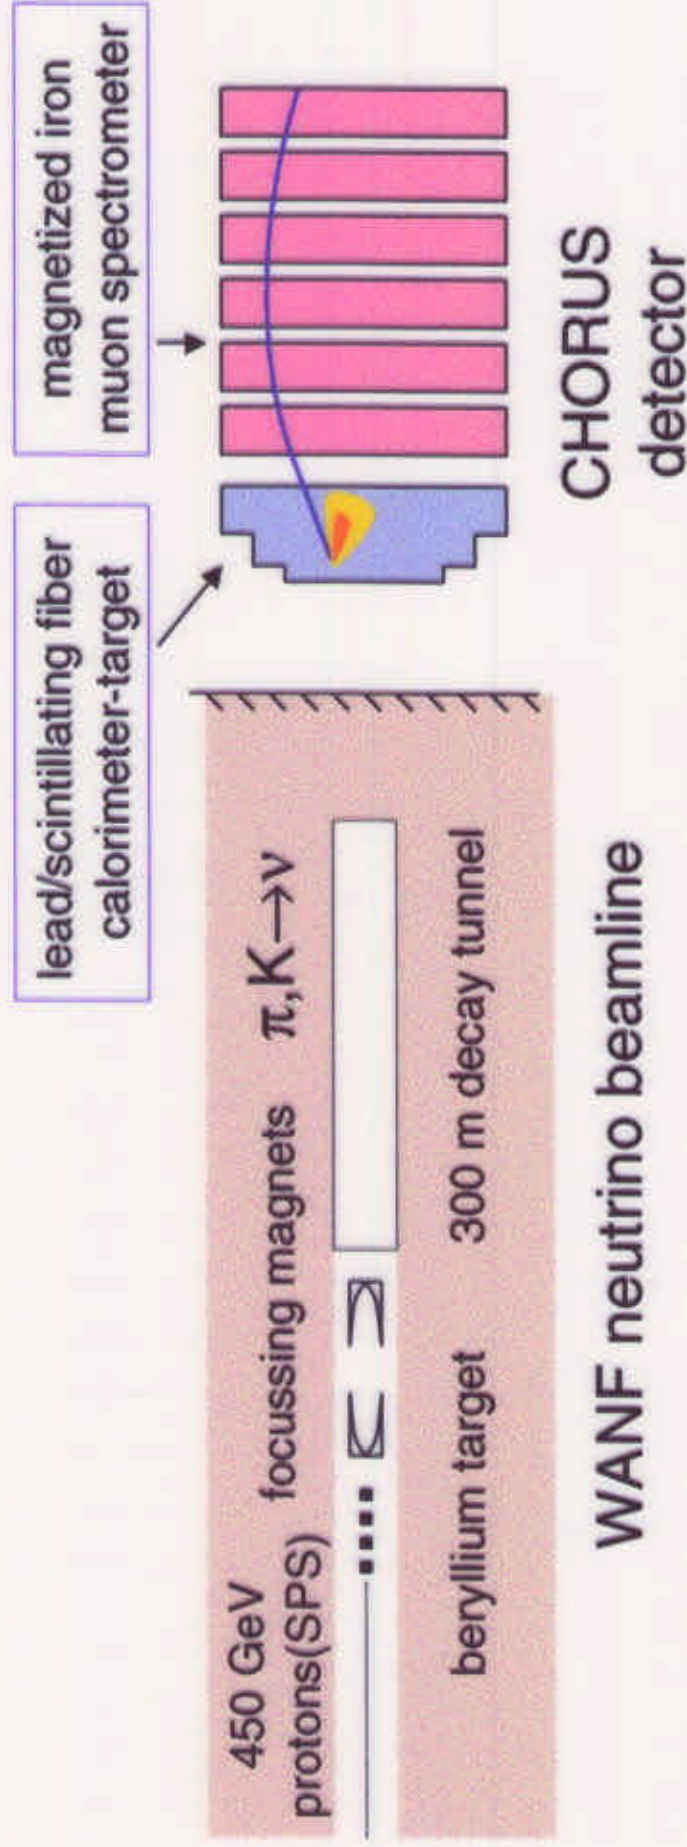 lead/scintillating fiber
calorimeter-target
magnetized iron
muon spectrometer
450 GeV
protons(SPS)
focussing magnets
π,K→ν
beryllium target
300 m decay tunnel
WANF neutrino beamline
CHORUS
detector